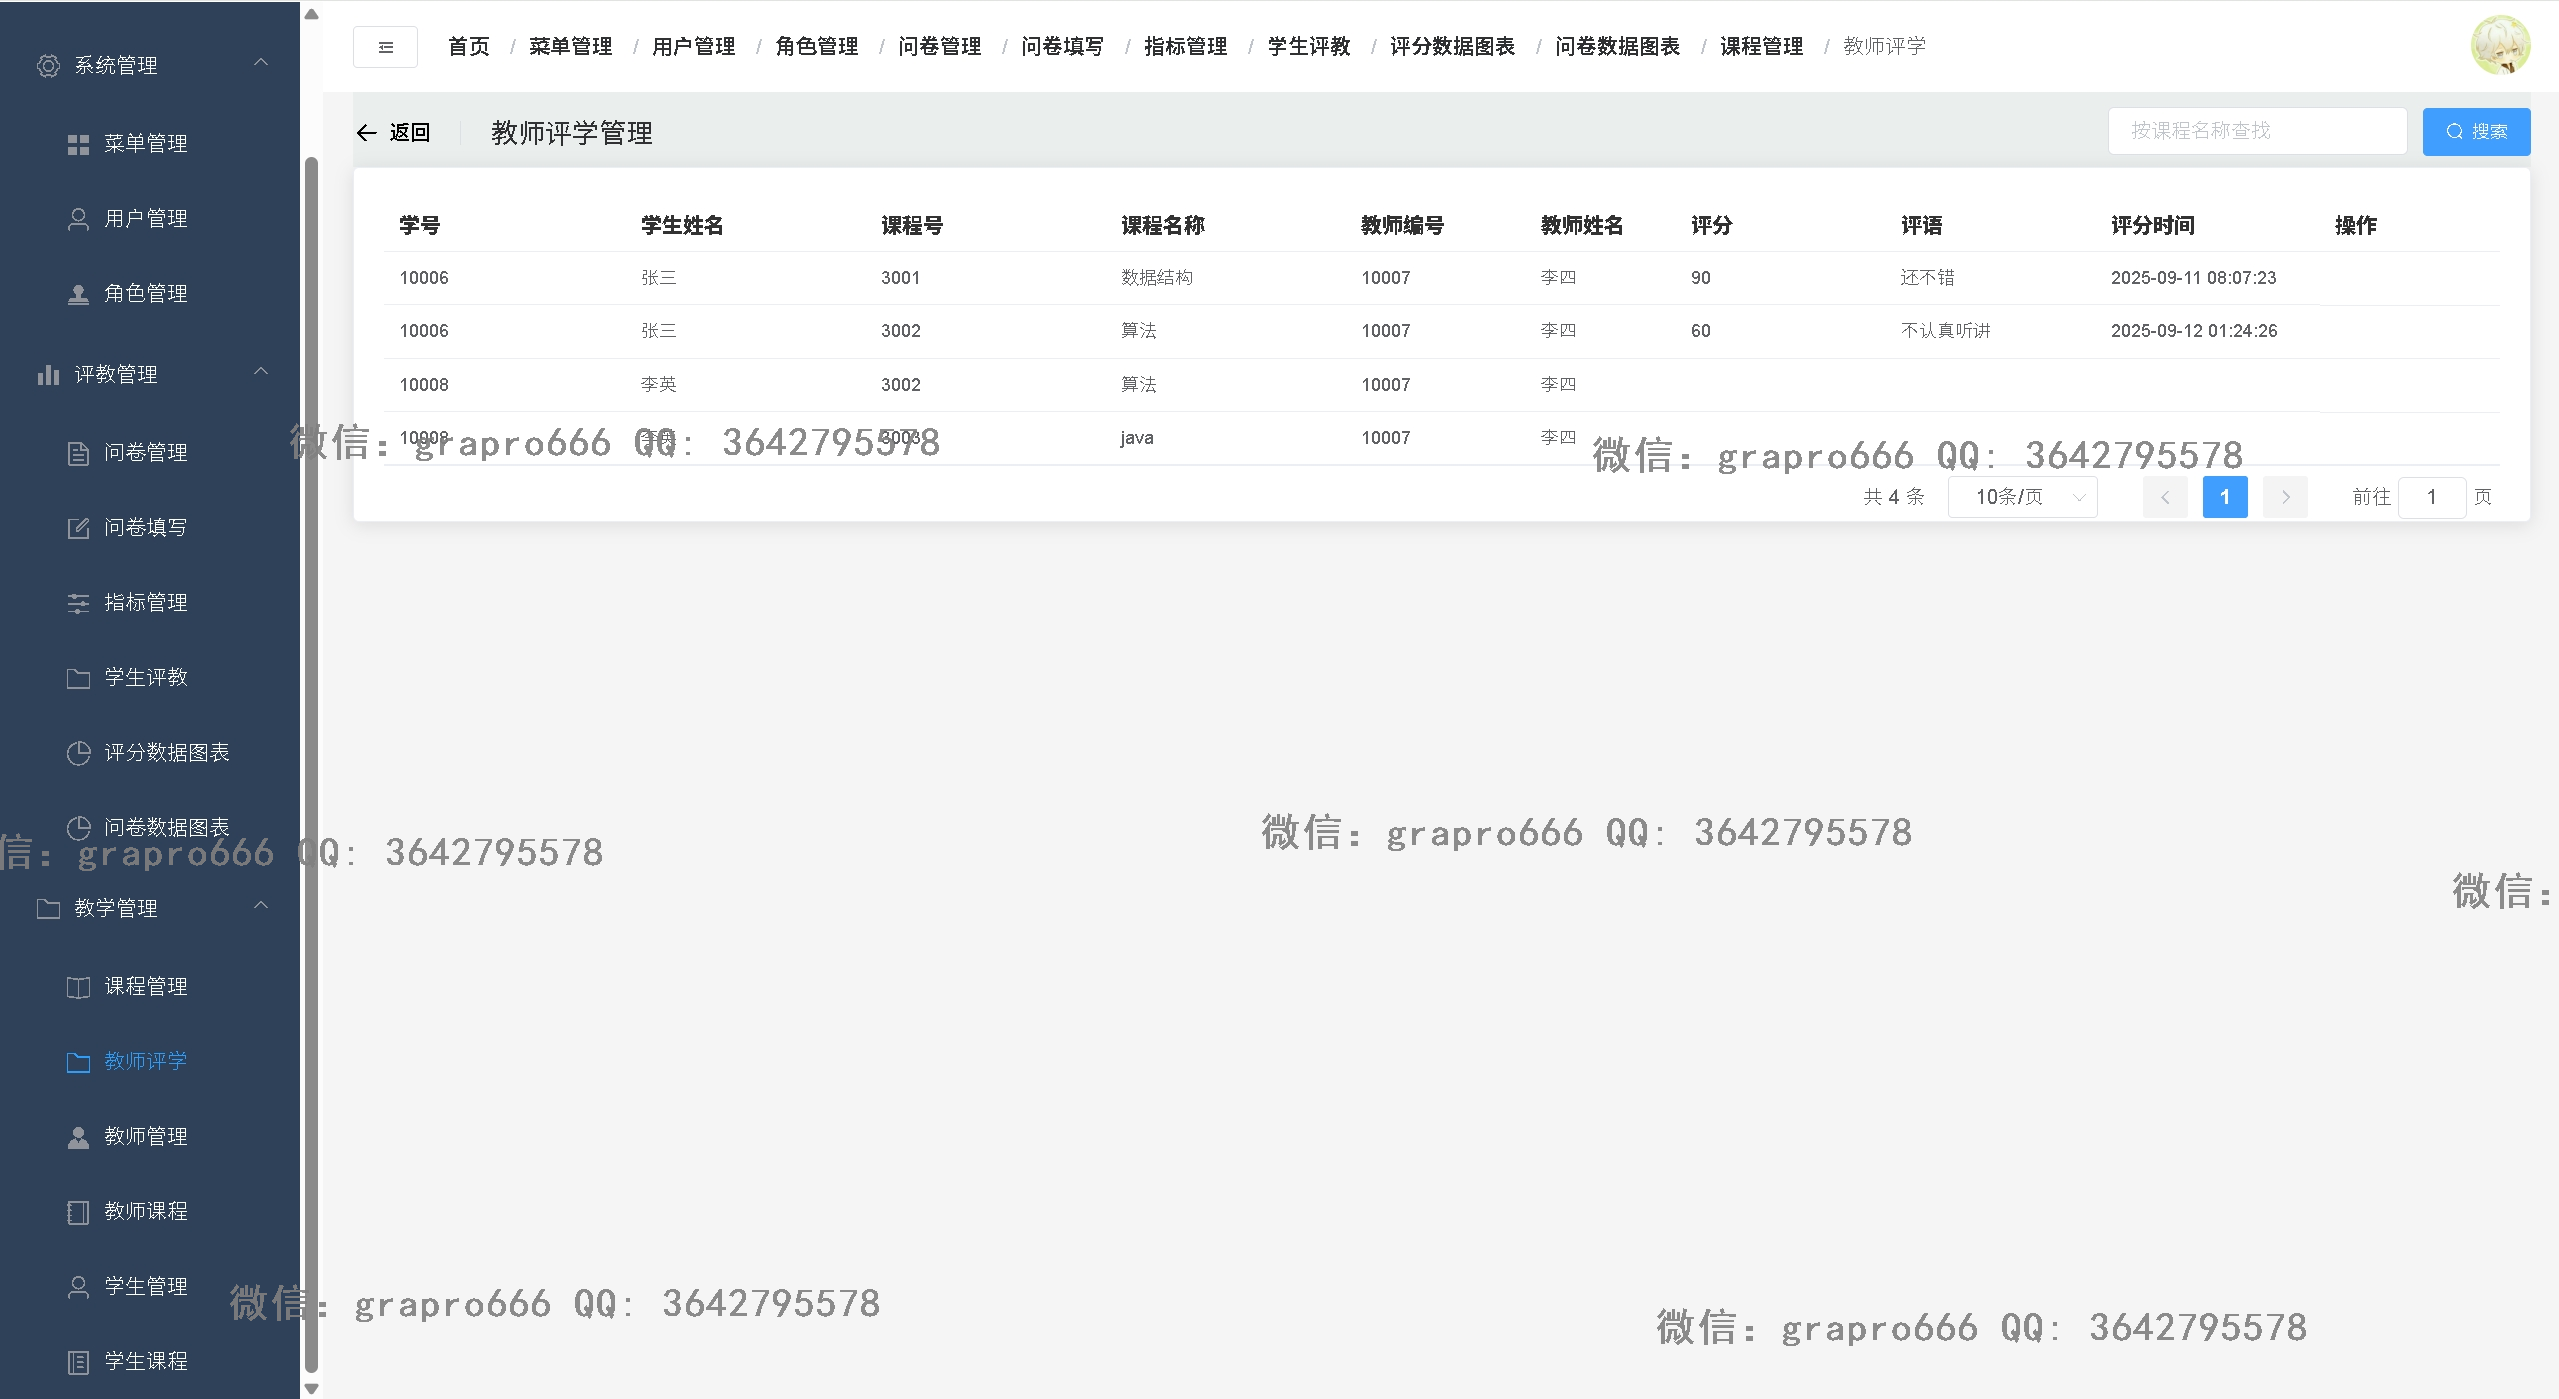 系统管理
菜单管理
用户管理
角色管理
评教管理
问卷管理
问卷填写
指标管理
学生评教
评分数据图表
问卷数据图表
教学管理
课程管理
教师评学
教师管理
教师课程
学生管理
学生课程
首页 / 菜单管理 / 用户管理 / 角色管理 / 问卷管理 / 问卷填写 / 指标管理 / 学生评教 / 评分数据图表 / 问卷数据图表 / 课程管理 / 教师评学
返回 教师评学管理 按课程名称查找 搜索
学号 学生姓名 课程号 课程名称 教师编号 教师姓名 评分 评语 评分时间 操作
10006 张三 3001 数据结构 10007 李四 90 还不错 2025-09-11 08:07:23
10006 张三 3002 算法 10007 李四 60 不认真听讲 2025-09-12 01:24:26
10008 李英 3002 算法 10007 李四
10008 李英 3003 java 10007 李四
微信: grapro666 QQ: 3642795578
微信: grapro666 QQ: 3642795578
共 4 条 10条/页 1 前往 1 页
信: grapro666 QQ: 3642795578
微信: grapro666 QQ: 3642795578
微信:
微信: grapro666 QQ: 3642795578
微信: grapro666 QQ: 3642795578